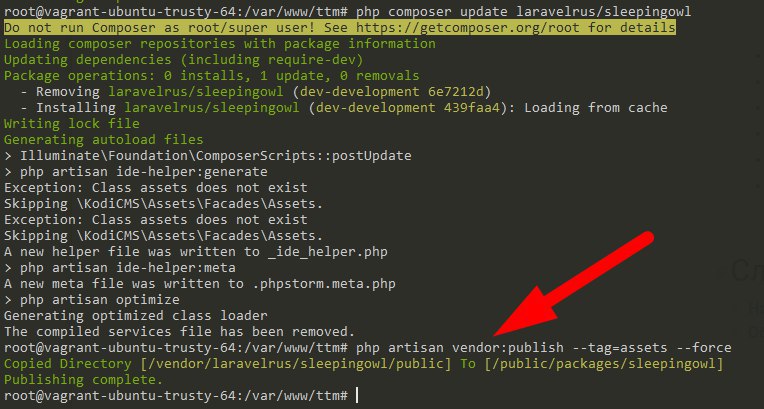 root@vagrant-ubuntu-trusty-64:/var/www/ttm# php composer update laravelrus/sleepingowl
Do not run Composer as root/super user! See https://getcomposer.org/root for details
Loading composer repositories with package information
Updating dependencies (including require-dev)
Package operations: 0 installs, 1 update, 0 removals
  - Removing laravelrus/sleepingowl (dev-development 6e7212d)
  - Installing laravelrus/sleepingowl (dev-development 439faa4): Loading from cache
Writing lock file
Generating autoload files
> Illuminate\Foundation\ComposerScripts::postUpdate
> php artisan ide-helper:generate
Exception: Class assets does not exist
Skipping \KodiCMS\Assets\Facades\Assets.
Exception: Class assets does not exist
Skipping \KodiCMS\Assets\Facades\Assets.
A new helper file was written to _ide_helper.php
> php artisan ide-helper:meta
A new meta file was written to .phpstorm.meta.php
> php artisan optimize
Generating optimized class loader
The compiled services file has been removed.
root@vagrant-ubuntu-trusty-64:/var/www/ttm# php artisan vendor:publish --tag=assets --force
Copied Directory [/vendor/laravelrus/sleepingowl/public] To [/public/packages/sleepingowl]
Publishing complete.
root@vagrant-ubuntu-trusty-64:/var/www/ttm#